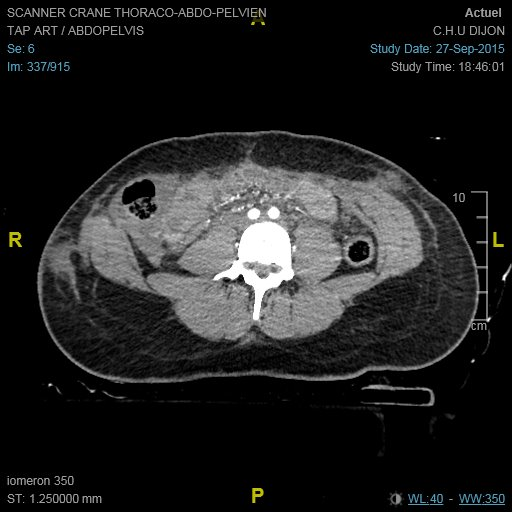 SCANNER CRANE THORACO-ABDO-PELVIEN
Actuel
TAP ART / ABDOPELVIS
C.H.U DIJON
Se: 6
Study Date: 27-Sep-2015
Im: 337/915
Study Time: 18:46:01
A
10
R
L
cm
iomeron 350
ST: 1.250000 mm
P
WL:40 - WW:350